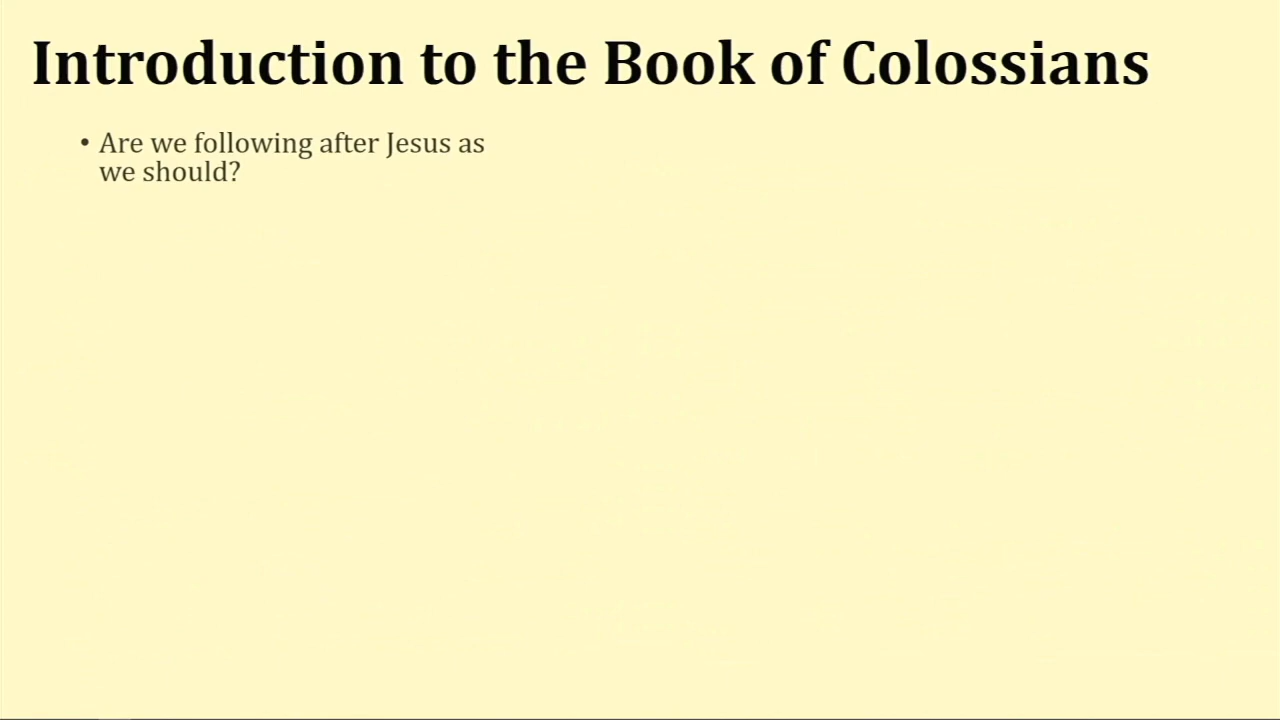 Introduction to the Book of Colossians
• Are we following after Jesus as
we should?